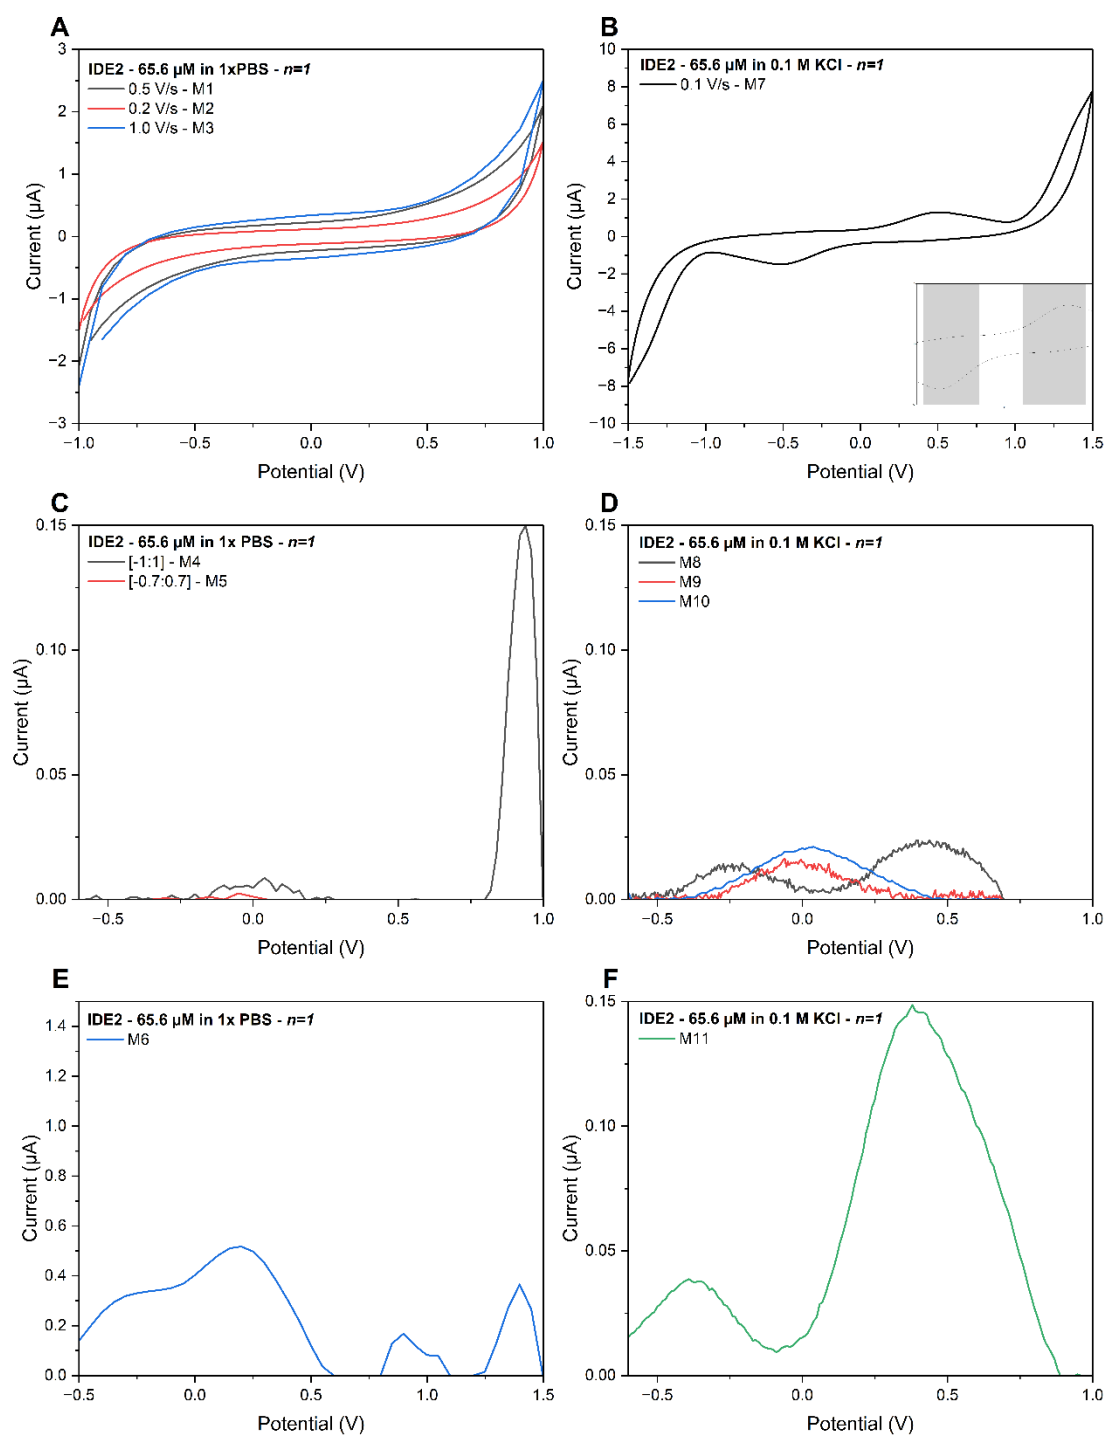 A
IDE2 - 65.6 µM in 1xPBS - n=1
0.5 V/s - M1
0.2 V/s - M2
1.0 V/s - M3
3
2
1
0
−1
−2
−3
Current (µA)
−1.0 −0.5 0.0 0.5 1.0
Potential (V)
B
IDE2 - 65.6 µM in 0.1 M KCl - n=1
0.1 V/s - M7
10
8
6
4
2
0
−2
−4
−6
−8
−10
Current (µA)
−1.5 −1.0 −0.5 0.0 0.5 1.0 1.5
Potential (V)
C
IDE2 - 65.6 µM in 1x PBS - n=1
[-1:1] - M4
[-0.7:0.7] - M5
0.15
0.10
0.05
0.00
Current (µA)
−0.5 0.0 0.5 1.0
Potential (V)
D
IDE2 - 65.6 µM in 0.1 M KCl - n=1
M8
M9
M10
0.15
0.10
0.05
0.00
Current (µA)
−0.5 0.0 0.5 1.0
Potential (V)
E
IDE2 - 65.6 µM in 1x PBS - n=1
M6
1.4
1.2
1.0
0.8
0.6
0.4
0.2
0.0
Current (µA)
−0.5 0.0 0.5 1.0 1.5
Potential (V)
F
IDE2 - 65.6 µM in 0.1 M KCl - n=1
M11
0.15
0.10
0.05
0.00
Current (µA)
−0.5 0.0 0.5 1.0
Potential (V)